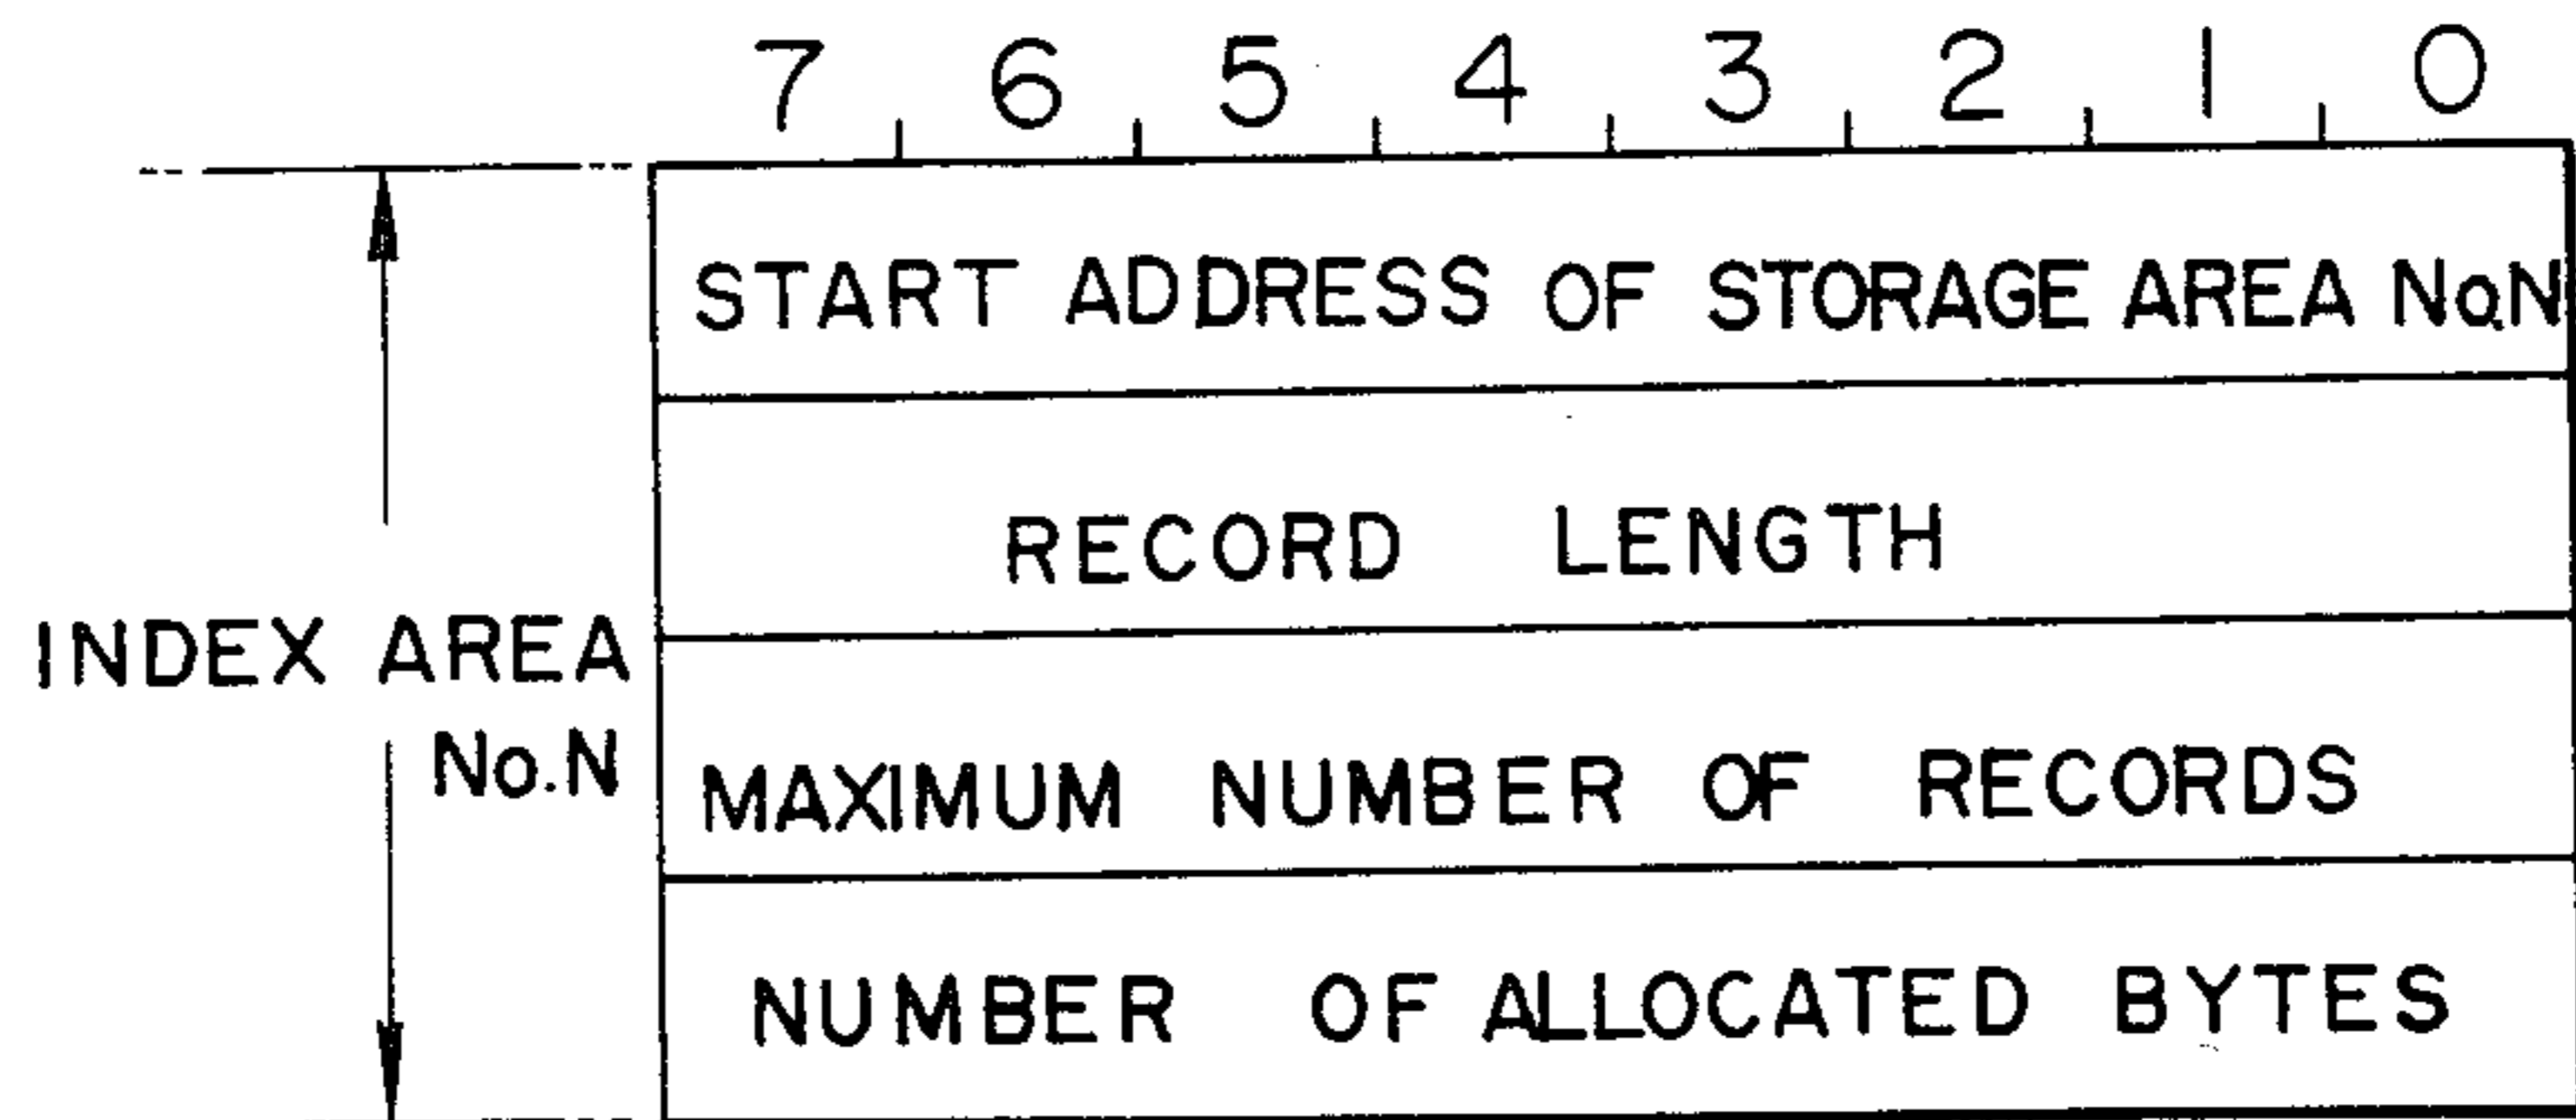 7 6 5 4 3 2 1 0
START ADDRESS OF STORAGE AREA No.N
RECORD LENGTH
INDEX AREA
No.N
MAXIMUM NUMBER OF RECORDS
NUMBER OF ALLOCATED BYTES